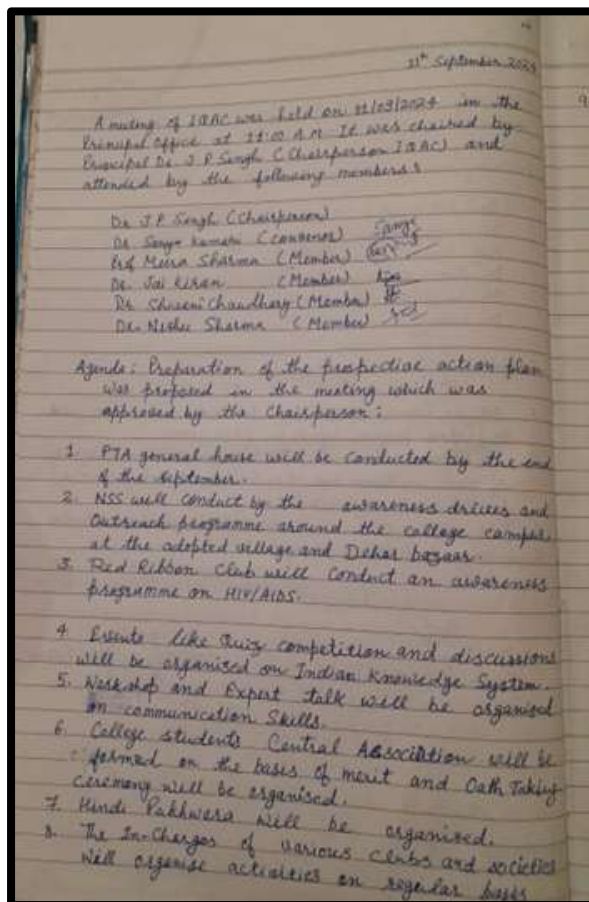 11th September 2024
A meeting of IQAC was held on 11/09/2024 in the
Principal Office at 11:00 A.M. It was chaired by
Principal Dr. J P Singh (Chairperson IQAC) and
attended by the following members:
Dr J.P. Singh (Chairperson)
Dr Sanju Kumari (Convenor)
Prof Meera Sharma (Member)
Dr. Jai Kiran (Member)
Dr. Chaudhary (Member)
Dr. Sharma (Member)
Agenda: Preparation of the prospective action plan
was proposed in the meeting which was
approved by the Chairperson:
1. PTA general house will be conducted by the end
of the September.
2. NSS will conduct by the awareness drives and
Outreach programme around the college campus
at the adopted village and Dehar bazaar.
3. Red Ribbon Club will conduct an awareness
programme on HIV/AIDS.
4. Events like Quiz competition and discussions
will be organised on Indian Knowledge System.
5. Workshop and Expert talk will be organised
on communication Skills.
6. College students Central Association will be
formed on the bases of merit and Oath Taking
ceremony will be organised.
7. Hindi Pakhwara will be organised.
8. The In-Charges of various clubs and societies
will organise activities on regular basis